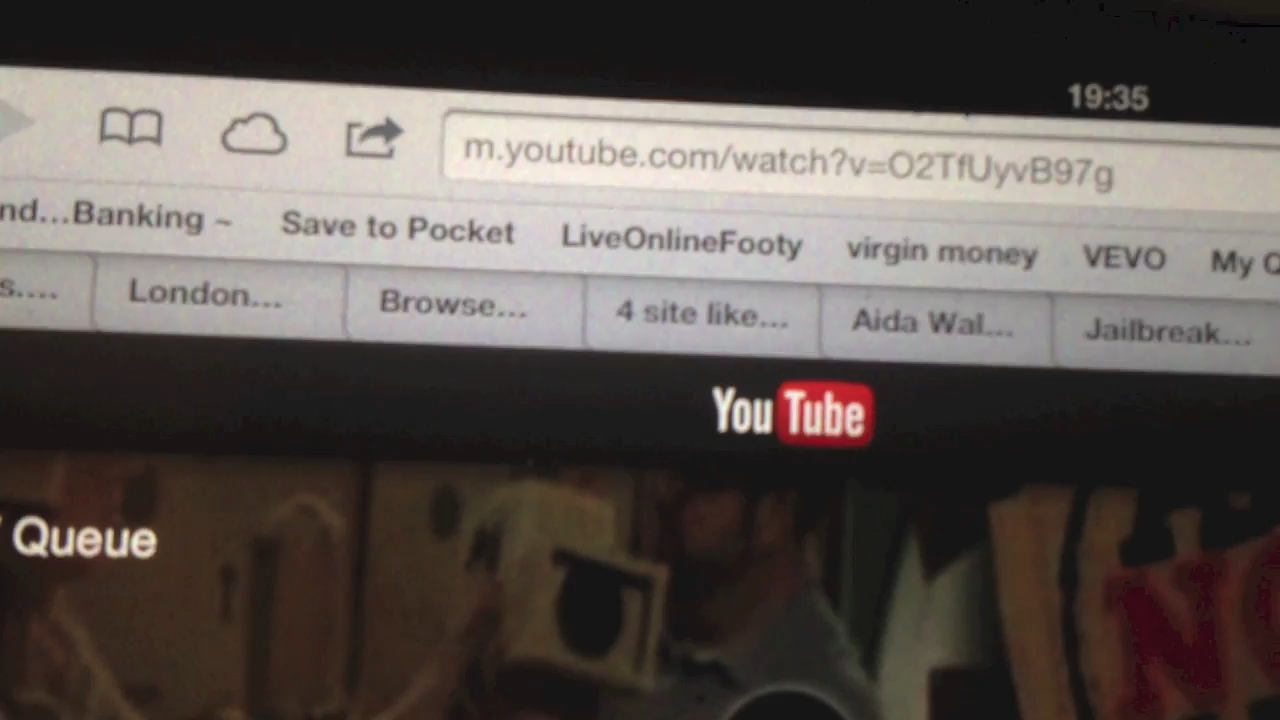 19:35
m.youtube.com/watch?v=O2TfUyvB97g
nd...Banking ~ Save to Pocket LiveOnlineFooty virgin money VEVO My
s.... London... Browse... 4 site like... Aida Wal... Jailbreak...
YouTube
Queue